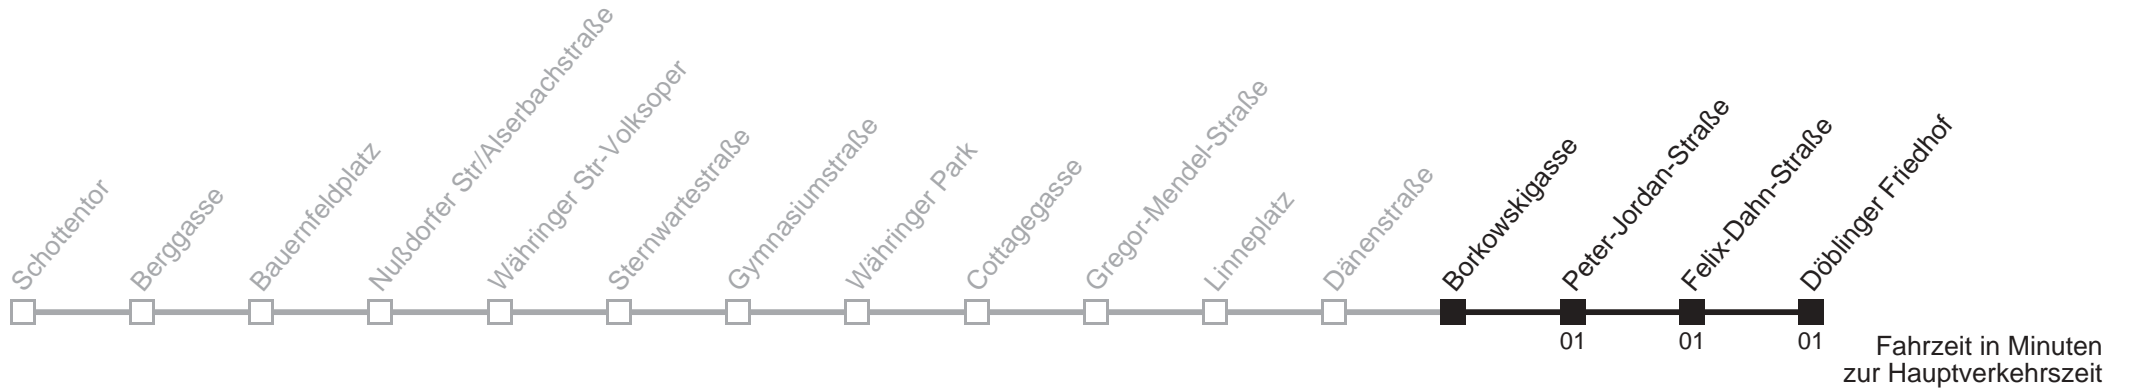 Schottentor
Berggasse
Bauernfeldplatz
Nußdorfer Str/Alserbachstraße
Währinger Str-Volksoper
Sternwartestraße
Gymnasiumstraße
Währinger Park
Cottagegasse
Gregor-Mendel-Straße
Linneplatz
Dänenstraße
Borkowskigasse
Peter-Jordan-Straße
Felix-Dahn-Straße
Döblinger Friedhof
01
01
01
Fahrzeit in Minuten
zur Hauptverkehrszeit